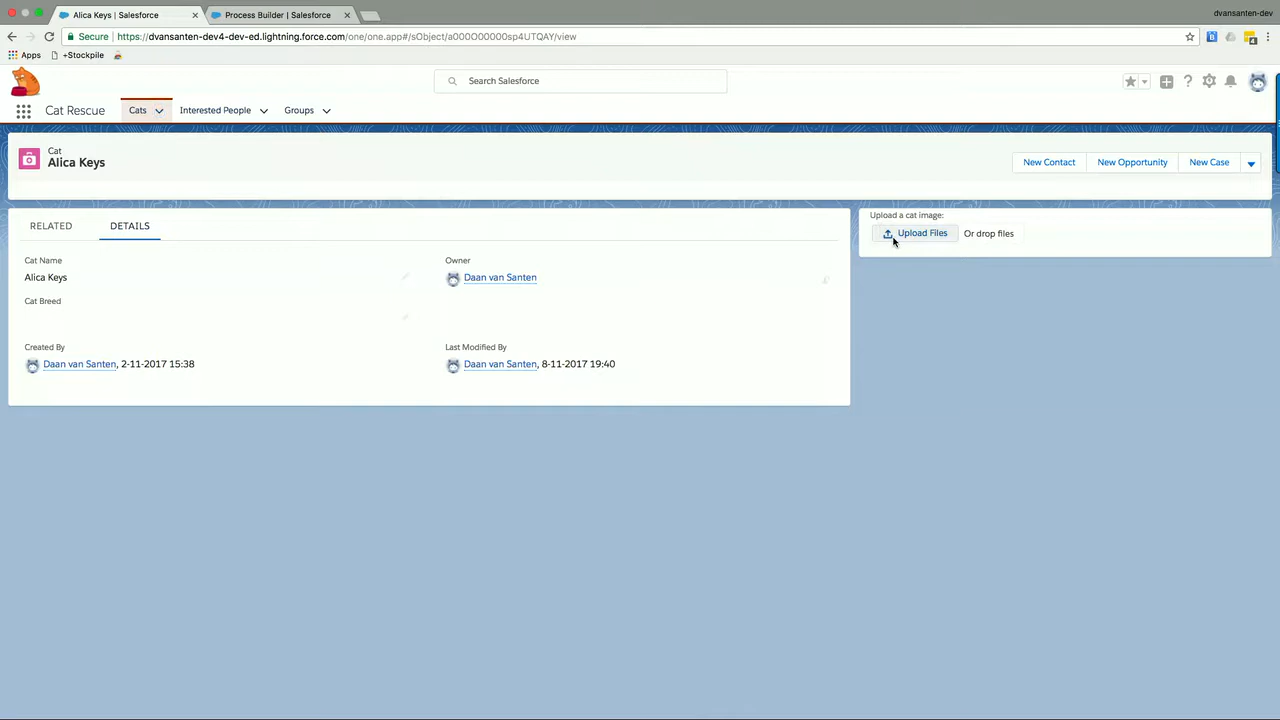 Alica Keys | Salesforce
Process Builder | Salesforce
dvansanten-dev
Secure
https://dvansanten-dev4-dev-ed.lightning.force.com/one/one.app#/sObject/a000O00000sp4UTQAY/view
Apps
+Stockpile
Search Salesforce
Cat Rescue
Cats
Interested People
Groups
Cat
Alica Keys
New Contact
New Opportunity
New Case
RELATED
DETAILS
Upload a cat image:
Upload Files
Or drop files
Cat Name
Alica Keys
Owner
Daan van Santen
Cat Breed
Created By
Daan van Santen, 2-11-2017 15:38
Last Modified By
Daan van Santen, 8-11-2017 19:40